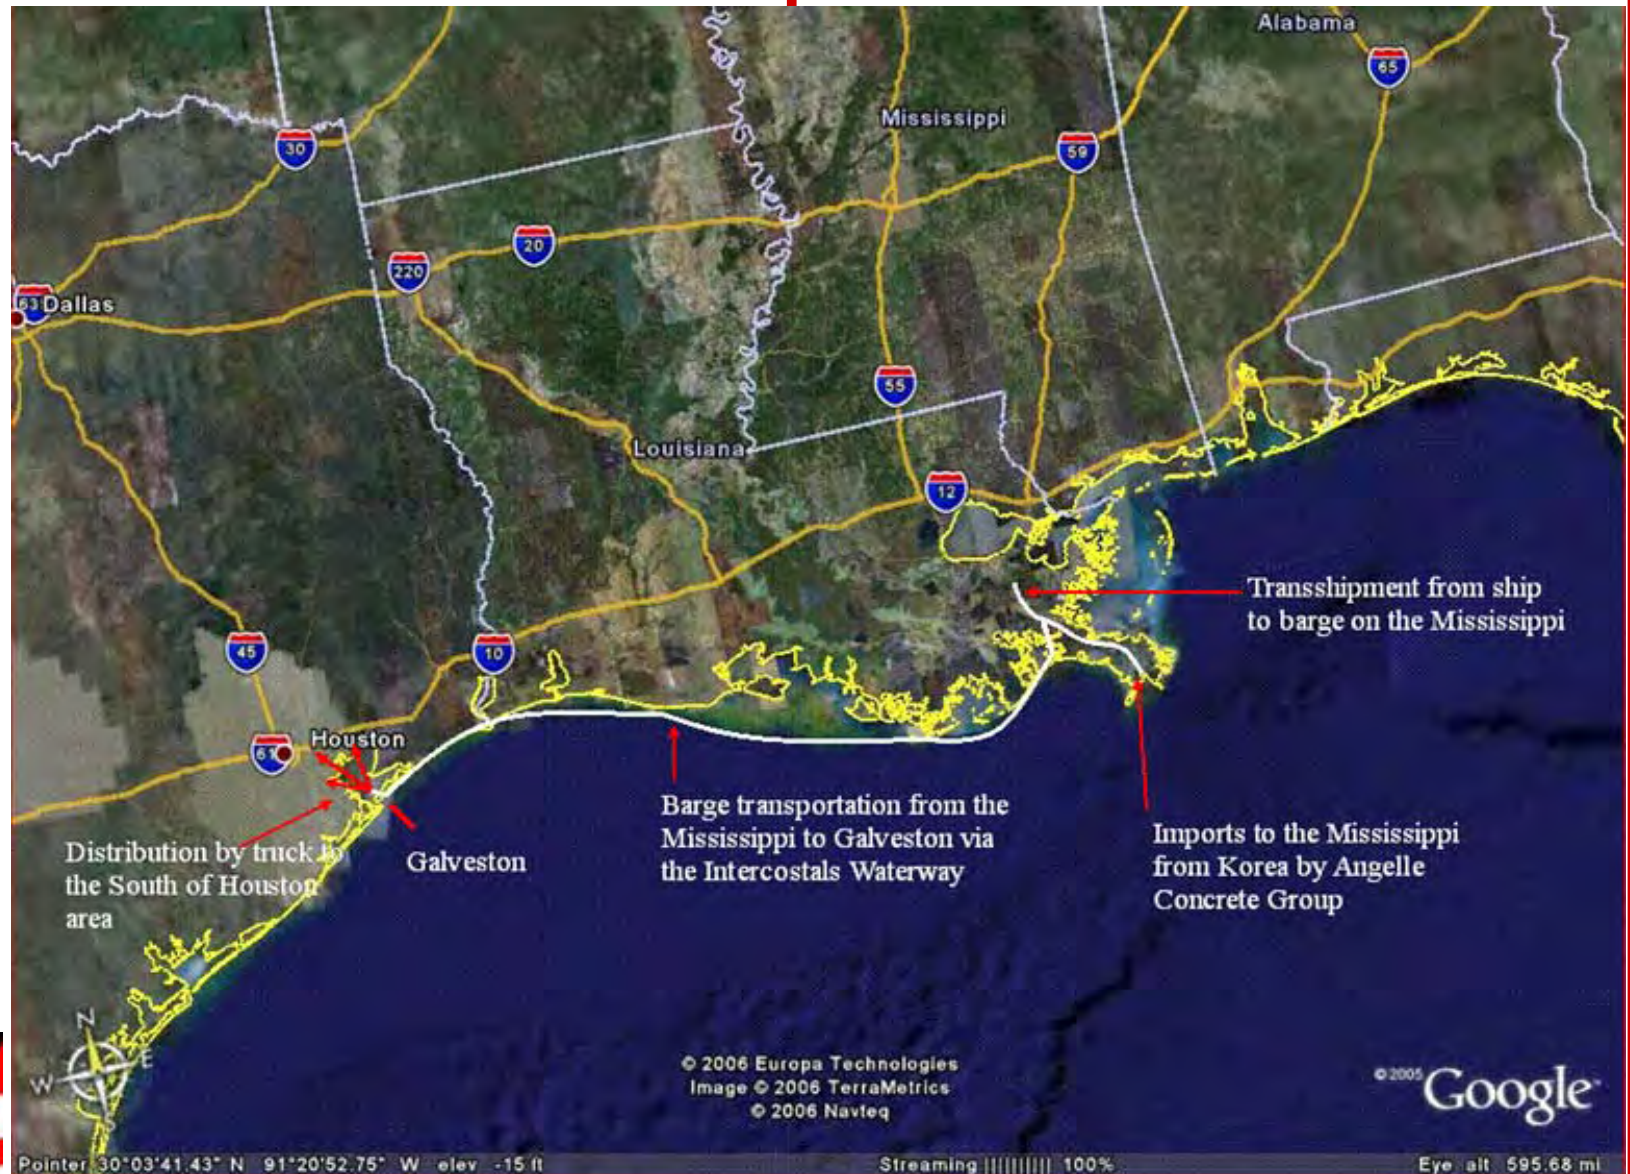 Alabama
65
Mississippi
30
59
20
220
63 Dallas
55
Louisiana
12
Transshipment from ship
to barge on the Mississippi
45
10
Houston
61
Barge transportation from the
Mississippi to Galveston via
the Intercostals Waterway
Imports to the Mississippi
from Korea by Angelle
Concrete Group
Distribution by truck to
the South of Houston
area
Galveston
N
W E
S
© 2006 Europa Technologies
Image © 2006 TerraMetrics
© 2006 Navteq
©2005 Google
Pointer 30°03'41.43" N 91°20'52.75" W elev -15 ft Streaming |||||||||| 100% Eye alt 595.68 mi